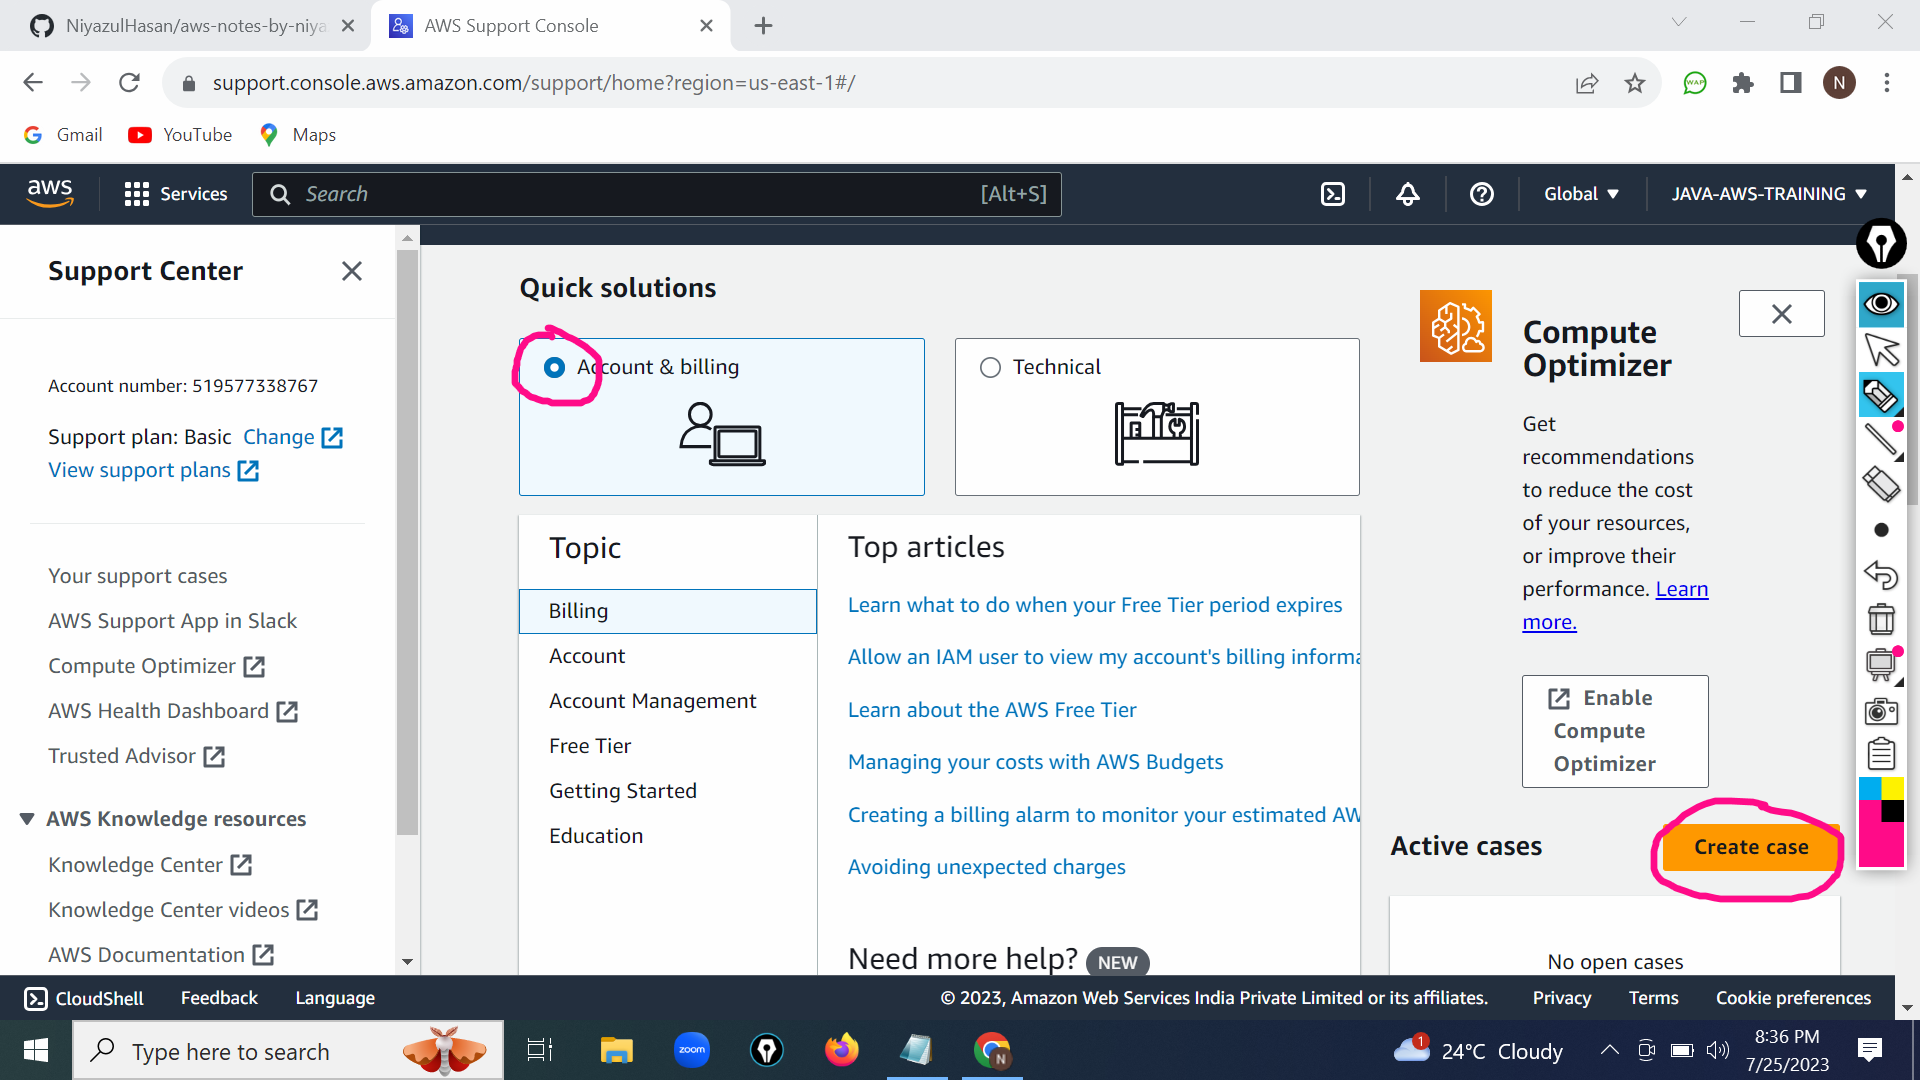 NiyazulHasan/aws-notes-by-niya
AWS Support Console
support.console.aws.amazon.com/support/home?region=us-east-1#/
WAP
N
Gmail
YouTube
Maps
aws
Services
Search
[Alt+S]
Global
JAVA-AWS-TRAINING
Support Center
Account number: 519577338767
Support plan: Basic Change
View support plans
Your support cases
AWS Support App in Slack
Compute Optimizer
AWS Health Dashboard
Trusted Advisor
AWS Knowledge resources
Knowledge Center
Knowledge Center videos
AWS Documentation
Quick solutions
Account & billing
Technical
Topic
Billing
Account
Account Management
Free Tier
Getting Started
Education
Top articles
Learn what to do when your Free Tier period expires
Allow an IAM user to view my account's billing informa
Learn about the AWS Free Tier
Managing your costs with AWS Budgets
Creating a billing alarm to monitor your estimated AW
Avoiding unexpected charges
Need more help? NEW
Compute
Optimizer
Get
recommendations
to reduce the cost
of your resources,
or improve their
performance. Learn
more.
Enable
Compute
Optimizer
Active cases
Create case
No open cases
CloudShell
Feedback
Language
© 2023, Amazon Web Services India Private Limited or its affiliates.
Privacy
Terms
Cookie preferences
Type here to search
zoom
N
1
24°C Cloudy
8:36 PM
7/25/2023